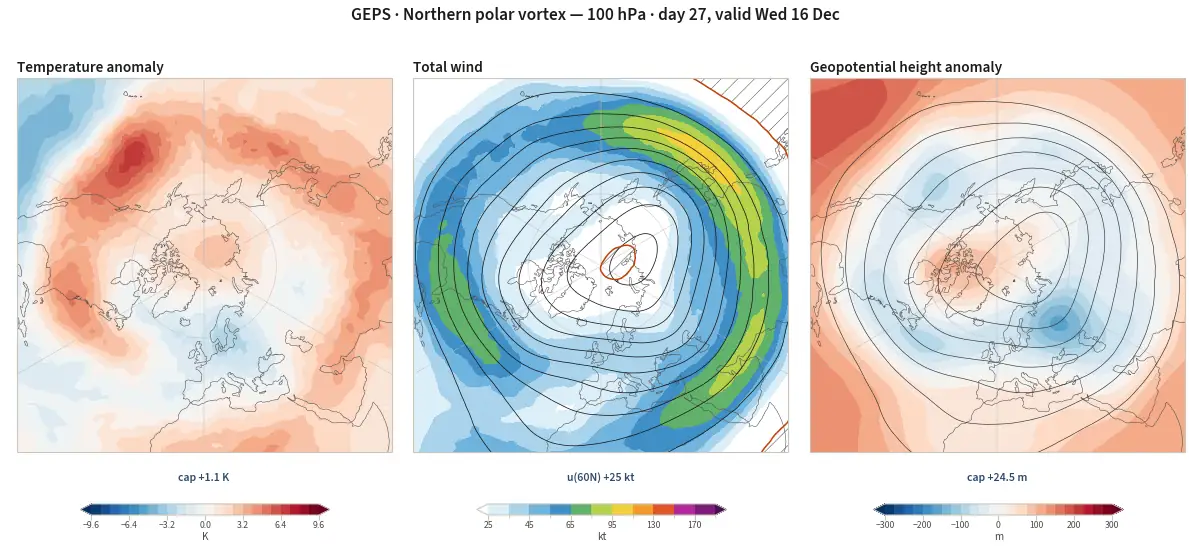 GEPS · Northern polar vortex — 100 hPa · day 27, valid Wed 16 Dec
Temperature anomaly
Total wind
Geopotential height anomaly
cap +1.1 K
u(60N) +25 kt
cap +24.5 m
−9.6 −6.4 −3.2 0.0 3.2 6.4 9.6
K
25 45 65 95 130 170
kt
−300 −200 −100 0 100 200 300
m